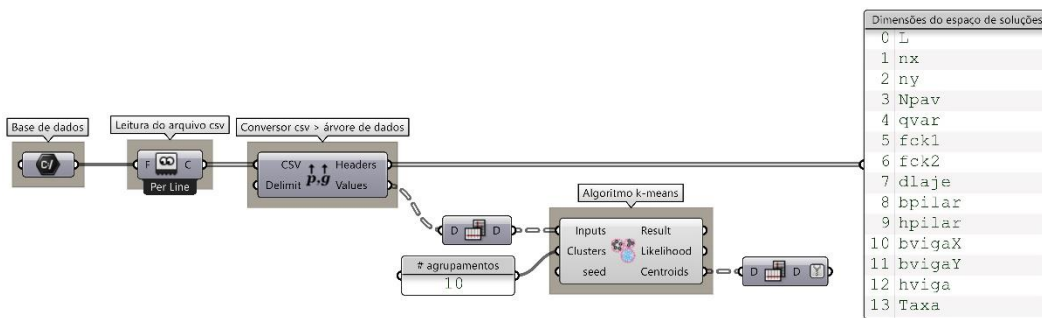 Base de dados
C:/
Leitura do arquivo csv
F
C
Per Line
Conversor csv > árvore de dados
CSV
Headers
Delimit
p,g
Values
D
D
# agrupamentos
10
Algoritmo k-means
Inputs
Result
Clusters
Likelihood
seed
Centroids
D
D
Dimensões do espaço de soluções
0 L
1 nx
2 ny
3 Npav
4 qvar
5 fck1
6 fck2
7 dlaje
8 bpilar
9 hpilar
10 bvigaX
11 bvigaY
12 hviga
13 Taxa